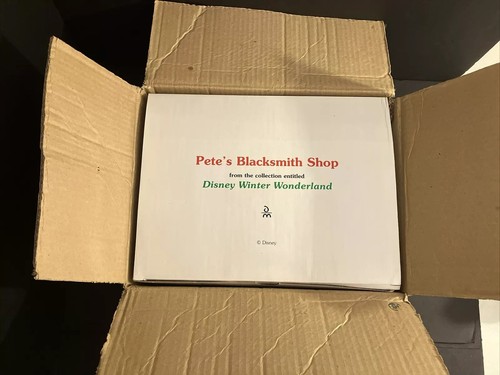 Pete's Blacksmith Shop
from the collection entitled
Disney Winter Wonderland
© Disney